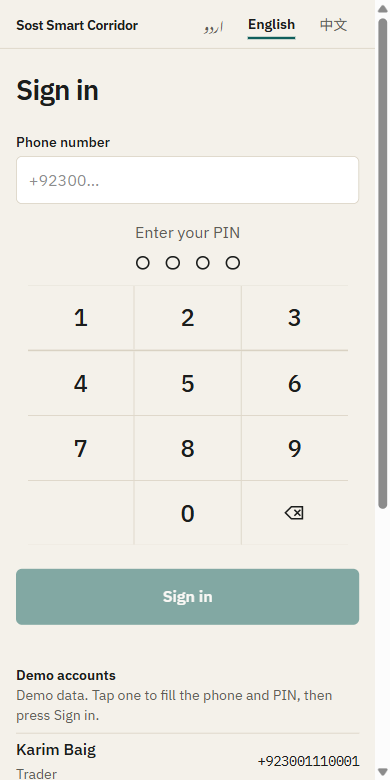 Sost Smart Corridor
اردو
English
中文
Sign in
Phone number
+92300...
Enter your PIN
1 2 3
4 5 6
7 8 9
0
Sign in
Demo accounts
Demo data. Tap one to fill the phone and PIN, then
press Sign in.
Karim Baig
+923001110001
Trader